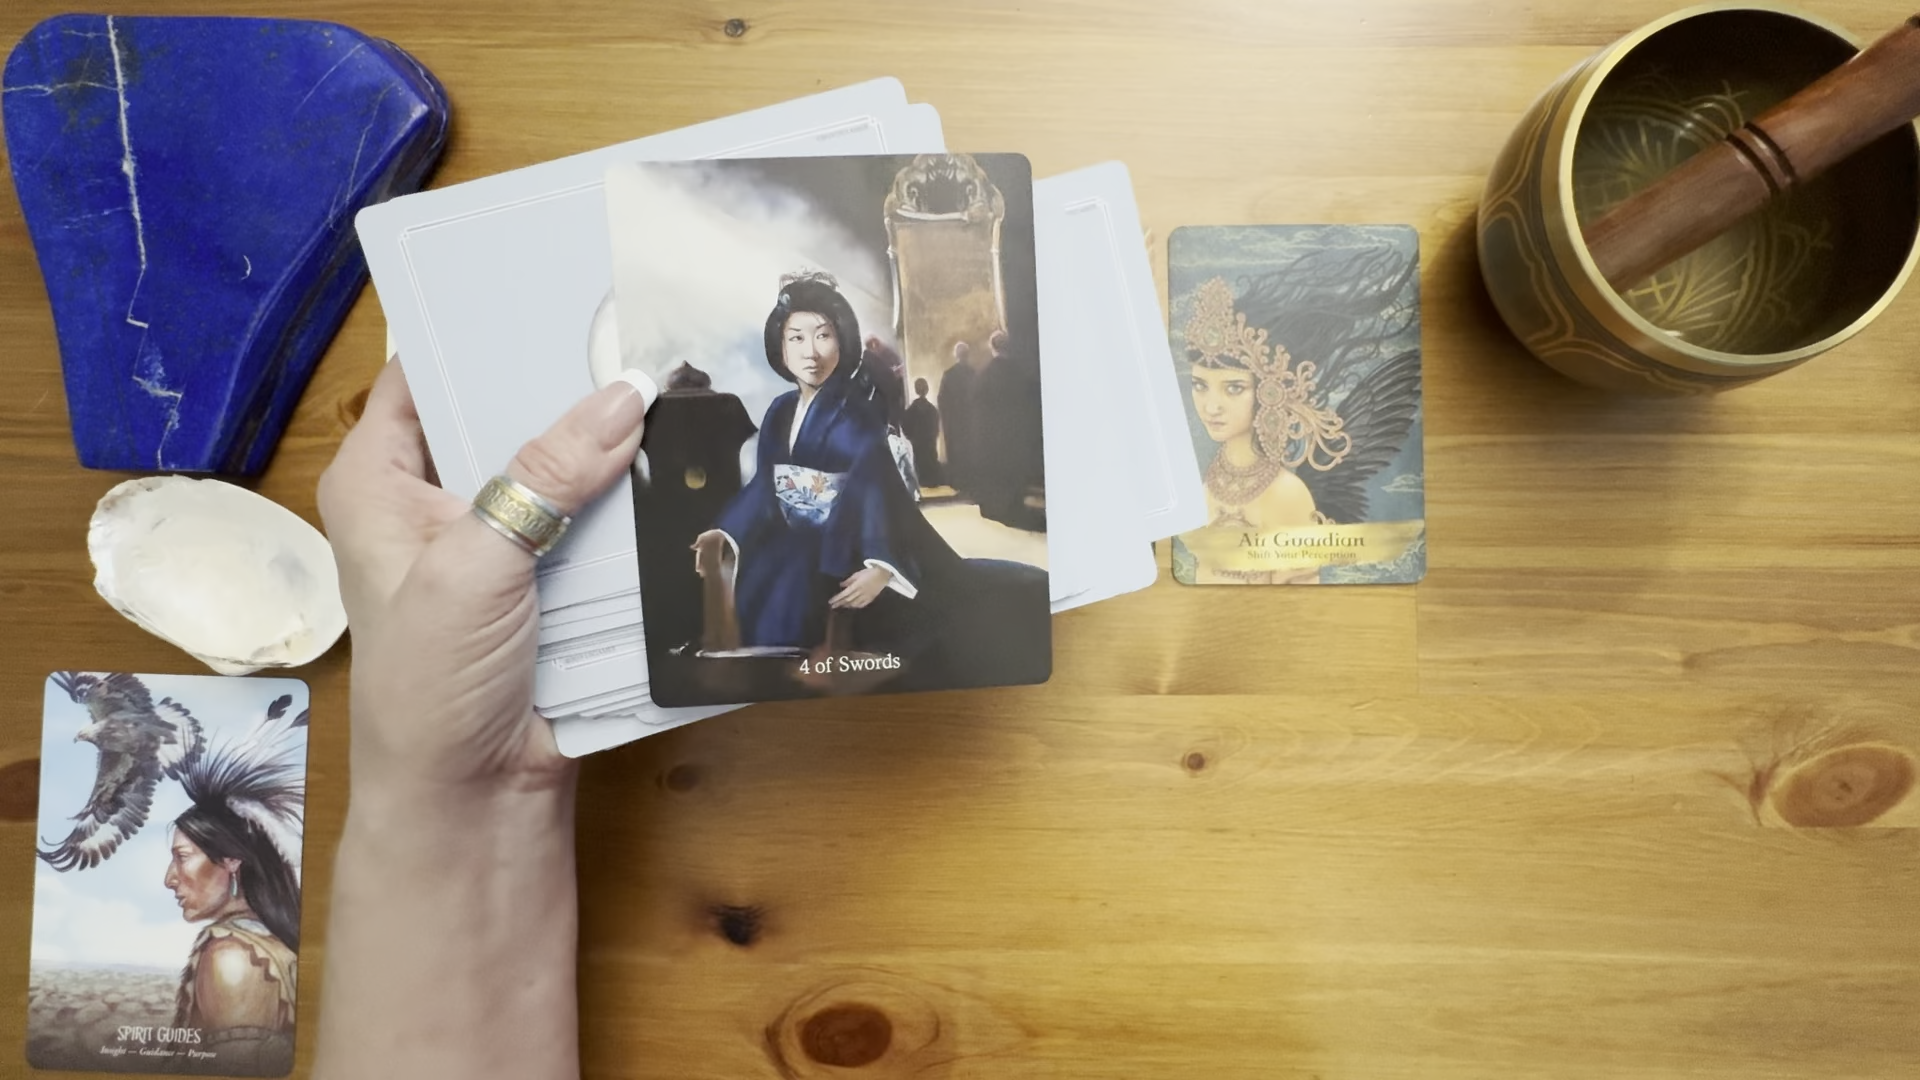 4 of Swords
Air Guardian
Shift Your Perception
SPIRIT GUIDES
Insight — Guidance — Purpose